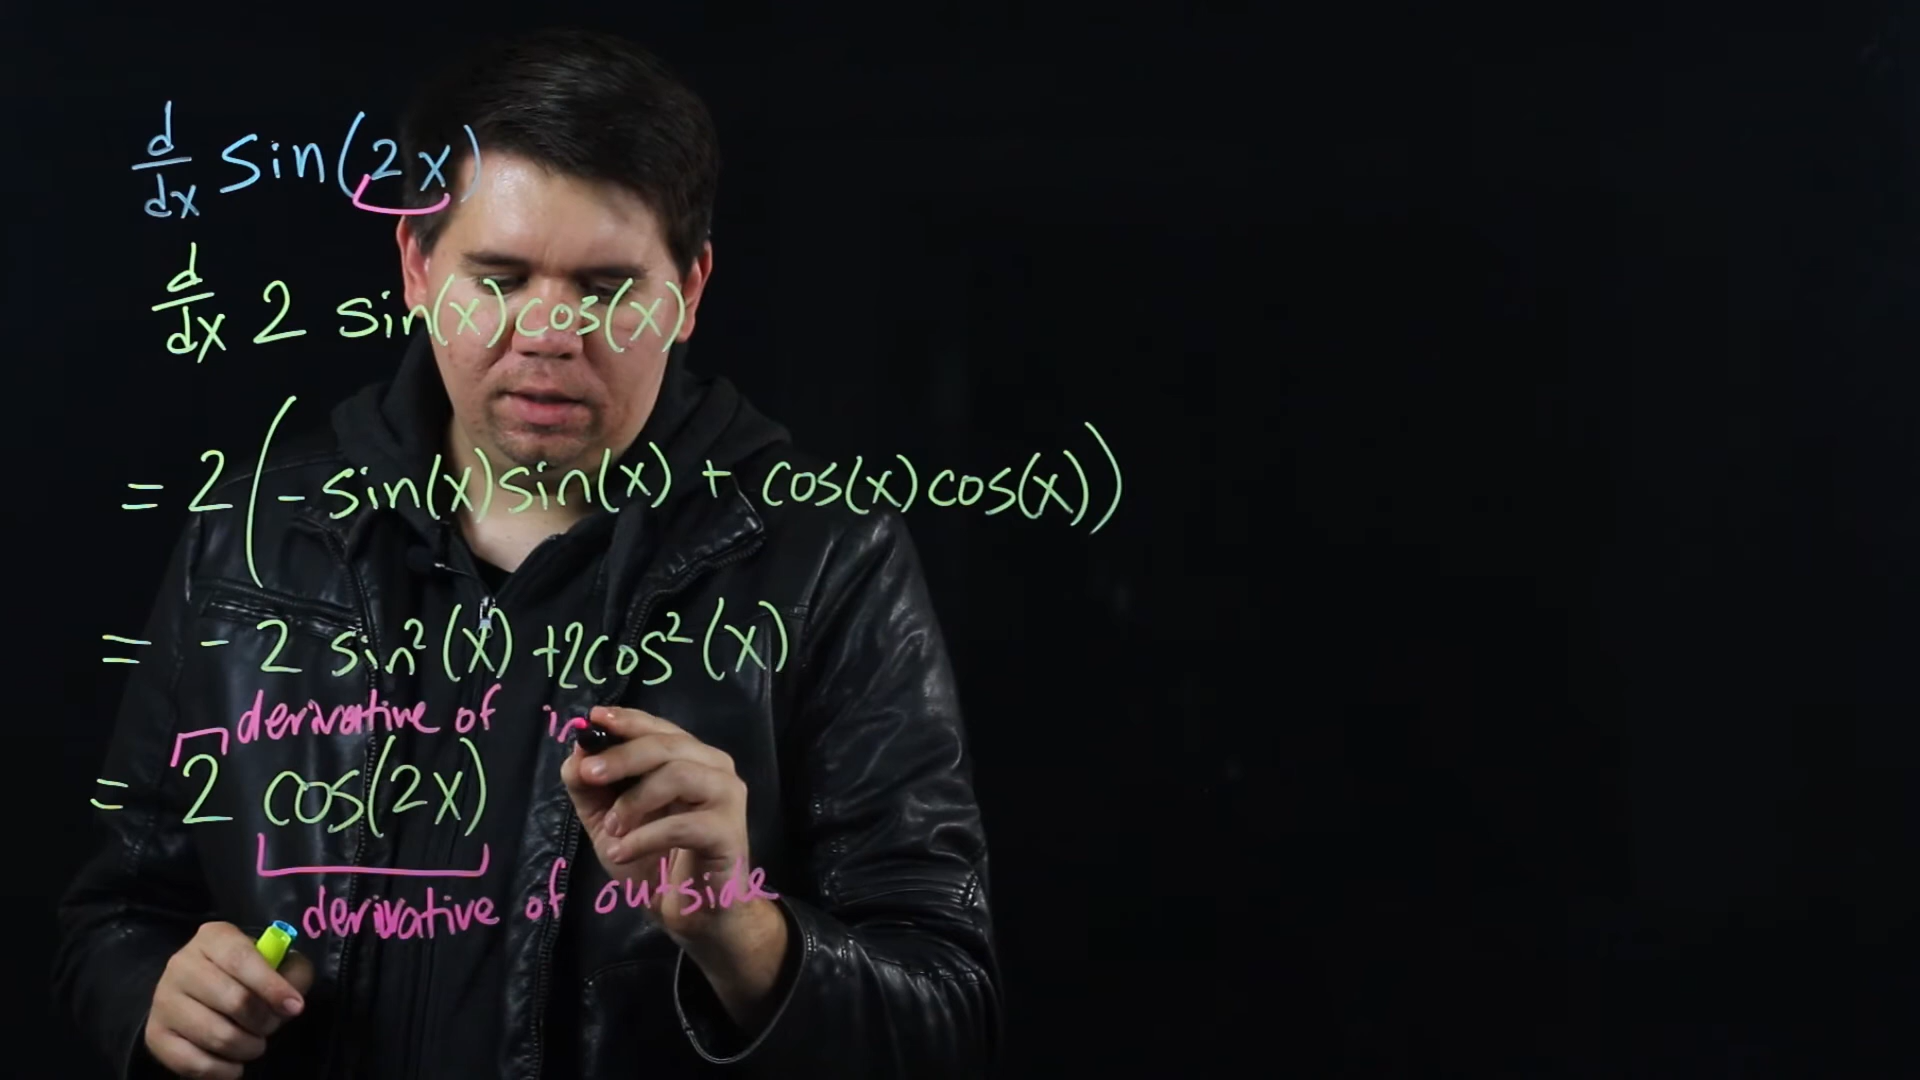 d/dx sin(2x)
d/dx 2 sin(x)cos(x)
= 2(-sin(x)sin(x) + cos(x)cos(x))
= -2 sin²(x) +2cos²(x)
derivative of in
= 2 cos(2x)
derivative of outside